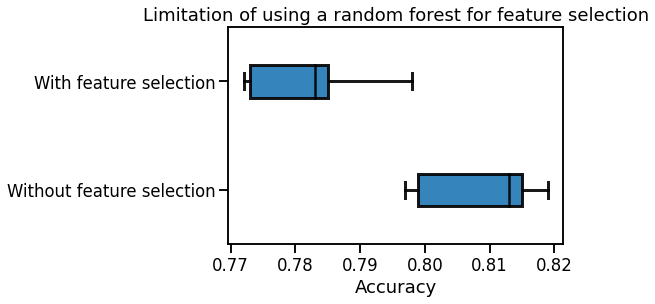 Limitation of using a random forest for feature selection
With feature selection
Without feature selection
0.77 0.78 0.79 0.80 0.81 0.82
Accuracy